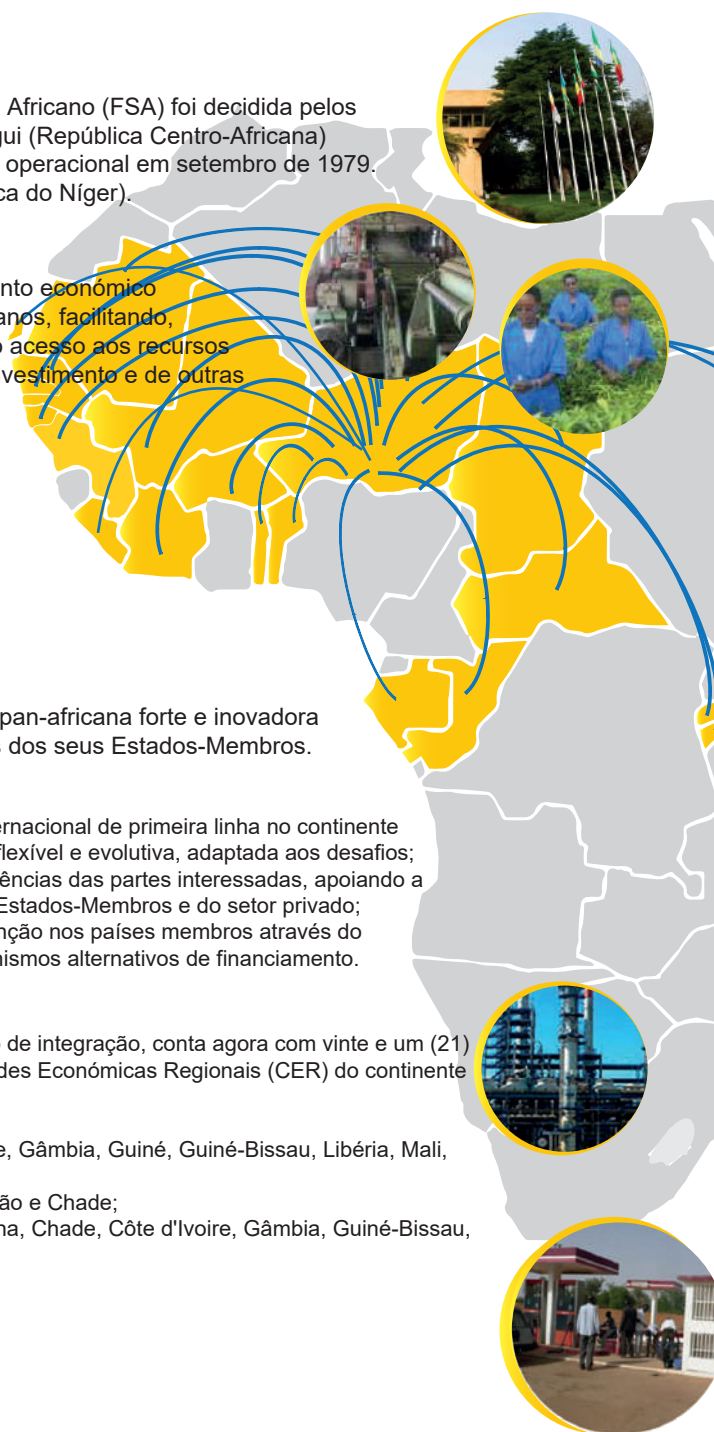 Africano (FSA) foi decidida pelos
gui (República Centro-Africana)
operacional em setembro de 1979.
ca do Níger).
nto económico
anos, facilitando,
o acesso aos recursos
vestimento e de outras
pan-africana forte e inovadora
s dos seus Estados-Membros.
ernacional de primeira linha no continente
flexível e evolutiva, adaptada aos desafios;
ências das partes interessadas, apoiando a
Estados-Membros e do setor privado;
nção nos países membros através do
nismos alternativos de financiamento.
o de integração, conta agora com vinte e um (21)
des Económicas Regionais (CER) do continente
e, Gâmbia, Guiné, Guiné-Bissau, Libéria, Mali,
ão e Chade;
na, Chade, Côte d'Ivoire, Gâmbia, Guiné-Bissau,